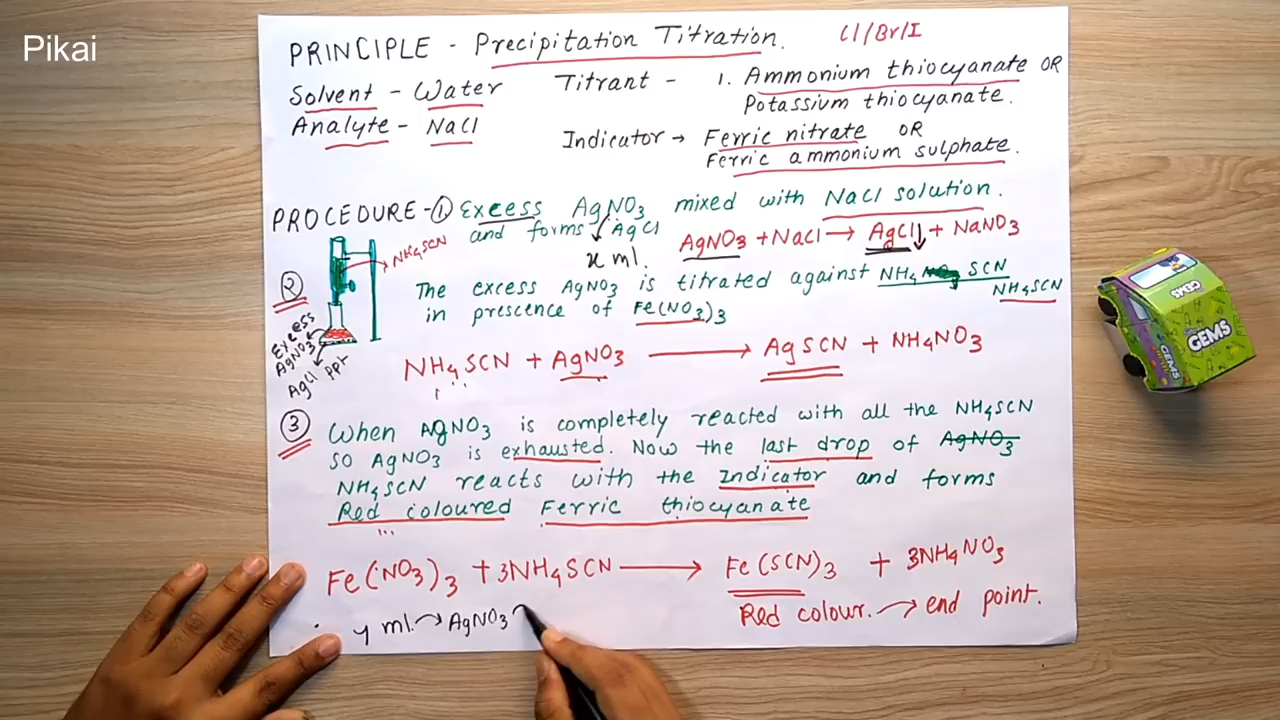 Pikai
PRINCIPLE - Precipitation Titration. Cl/Br/I
Solvent - Water
Analyte - NaCl
Titrant - 1. Ammonium thiocyanate OR
Potassium thiocyanate.
Indicator → Ferric nitrate OR
Ferric ammonium sulphate.
PROCEDURE - ① Excess AgNO3 mixed with NaCl solution.
and forms AgCl
x ml.
AgNO3 + NaCl → AgCl↓ + NaNO3
②
NH4SCN
Excess
AgNO3
AgCl ppt
The excess AgNO3 is titrated against NH4 SCN
NH4SCN
in prescence of Fe(NO3)3
NH4SCN + AgNO3 → AgSCN + NH4NO3
③ When AgNO3 is completely reacted with all the NH4SCN
so AgNO3 is exhausted. Now the last drop of AgNO3
NH4SCN reacts with the Indicator and forms
Red coloured Ferric thiocyanate
Fe(NO3)3 + 3NH4SCN → Fe(SCN)3 + 3NH4NO3
Red colour. → end point.
y ml. → AgNO3
GEMS
GEMS
GEMS